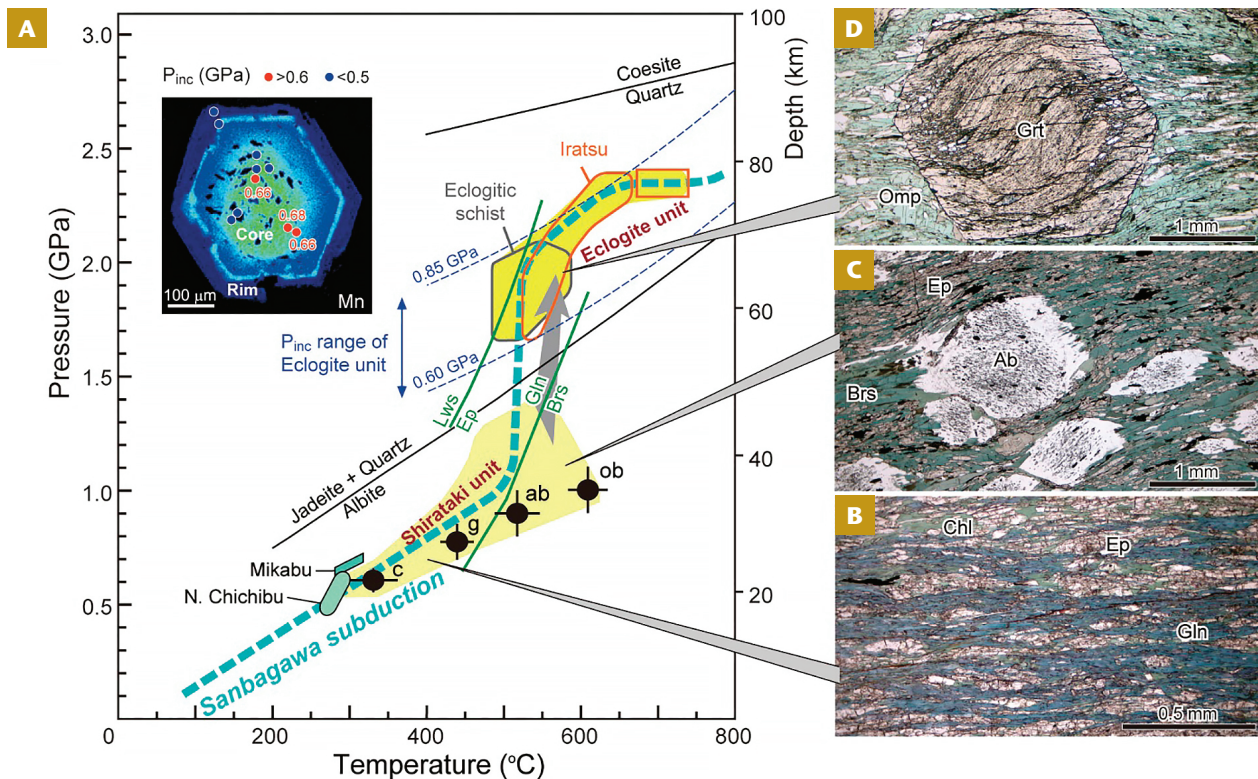 A
3.0
2.5
2.0
1.5
1.0
0.5
Pressure (GPa)
0
200
400
600
800
Temperature (°C)
100
80
60
40
20
Depth (km)
P inc (GPa) >0.6 <0.5
0.66
0.68
0.66
Core
Rim
100 µm
Mn
Coesite
Quartz
Iratsu
Eclogitic
schist
Eclogite unit
0.85 GPa
P inc range of
Eclogite unit
0.60 GPa
Lws
Ep
Gln
Brs
Jadeite + Quartz
Albite
Shirataki unit
ob
ab
g
c
Mikabu
N. Chichibu
Sanbagawa subduction
D
Grt
Omp
1 mm
C
Ep
Ab
Brs
1 mm
B
Chl
Ep
Gln
0.5 mm